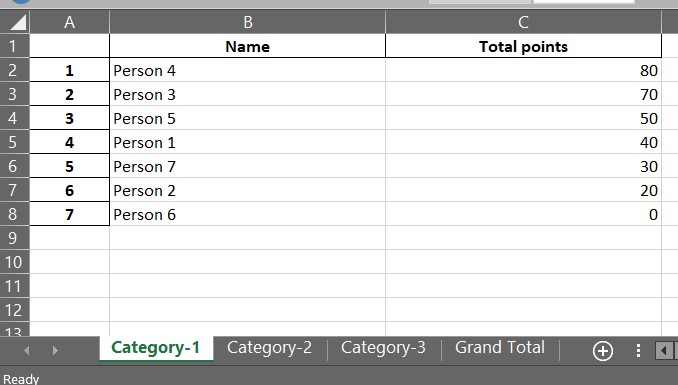 A B C
1 Name Total points
2 1 Person 4 80
3 2 Person 3 70
4 3 Person 5 50
5 4 Person 1 40
6 5 Person 7 30
7 6 Person 2 20
8 7 Person 6 0
9
10
11
12
13
Category-1 Category-2 Category-3 Grand Total
Ready